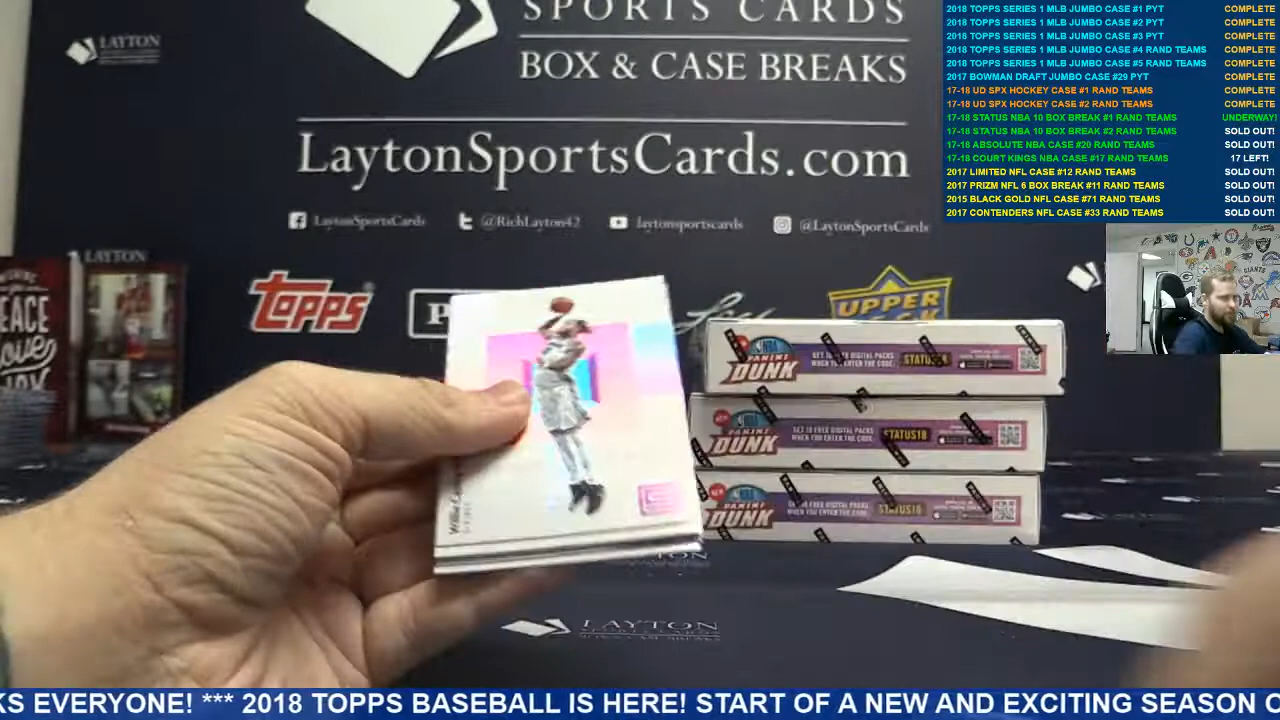 SPORTS CARDS
BOX & CASE BREAKS
LaytonSportsCards.com
LaytonSportsCards
@RichLayton42
laytonsportscards
@LaytonSportsCards
LAYTON
2018 TOPPS SERIES 1 MLB JUMBO CASE #1 PYT COMPLETE
2018 TOPPS SERIES 1 MLB JUMBO CASE #2 PYT COMPLETE
2018 TOPPS SERIES 1 MLB JUMBO CASE #3 PYT COMPLETE
2018 TOPPS SERIES 1 MLB JUMBO CASE #4 RAND TEAMS COMPLETE
2018 TOPPS SERIES 1 MLB JUMBO CASE #5 RAND TEAMS COMPLETE
2017 BOWMAN DRAFT JUMBO CASE #29 PYT COMPLETE
17-18 UD SPX HOCKEY CASE #1 RAND TEAMS COMPLETE
17-18 UD SPX HOCKEY CASE #2 RAND TEAMS COMPLETE
17-18 STATUS NBA 10 BOX BREAK #1 RAND TEAMS UNDERWAY!
17-18 STATUS NBA 10 BOX BREAK #2 RAND TEAMS SOLD OUT!
17-18 ABSOLUTE NBA CASE #20 RAND TEAMS SOLD OUT!
17-18 COURT KINGS NBA CASE #17 RAND TEAMS 17 LEFT!
2017 LIMITED NFL CASE #12 RAND TEAMS SOLD OUT!
2017 PRIZM NFL 6 BOX BREAK #11 RAND TEAMS SOLD OUT!
2015 BLACK GOLD NFL CASE #71 RAND TEAMS SOLD OUT!
2017 CONTENDERS NFL CASE #33 RAND TEAMS SOLD OUT!
LAYTON
PEACE
Love
TOPPS
UPPER
NBA
PANINI
DUNK
PANINI
DUNK
STATUS18
PANINI
DUNK
STATUS18
Willie
LAYTON
KS EVERYONE! *** 2018 TOPPS BASEBALL IS HERE! START OF A NEW AND EXCITING SEASON